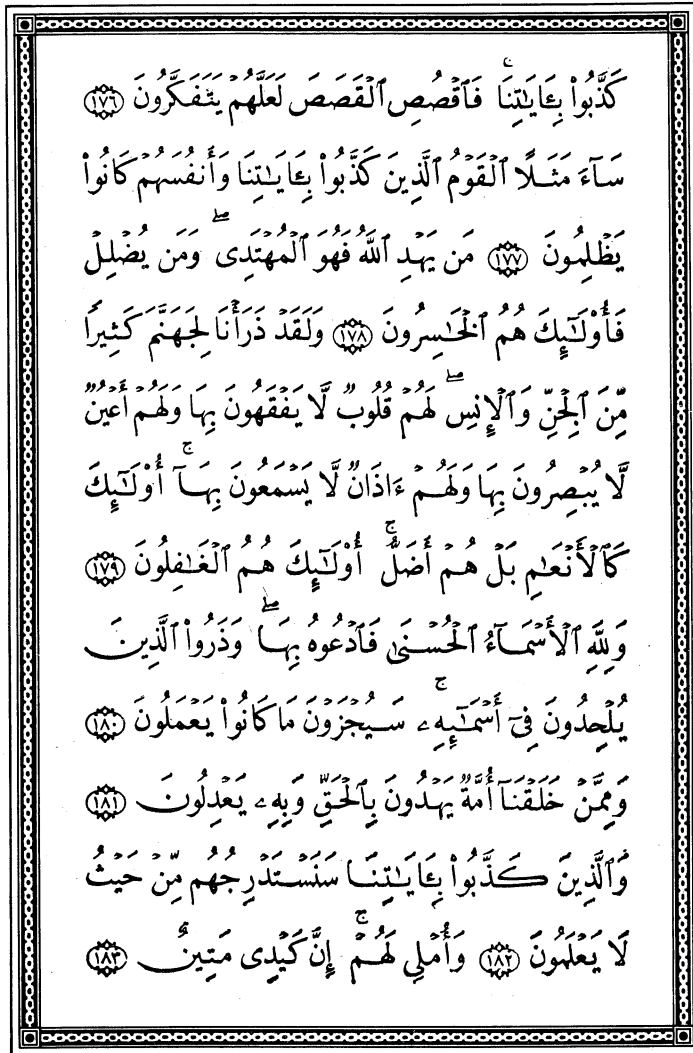 كَذَّبُوا۟ بِـَٔايَـٰتِنَا ۚ فَٱقْصُصِ ٱلْقَصَصَ لَعَلَّهُمْ يَتَفَكَّرُونَ ١٧٦
سَآءَ مَثَلًا ٱلْقَوْمُ ٱلَّذِينَ كَذَّبُوا۟ بِـَٔايَـٰتِنَا وَأَنفُسَهُمْ كَانُوا۟
يَظْلِمُونَ ١٧٧ مَن يَهْدِ ٱللَّهُ فَهُوَ ٱلْمُهْتَدِى ۖ وَمَن يُضْلِلْ
فَأُو۟لَـٰٓئِكَ هُمُ ٱلْخَـٰسِرُونَ ١٧٨ وَلَقَدْ ذَرَأْنَا لِجَهَنَّمَ كَثِيرًا
مِّنَ ٱلْجِنِّ وَٱلْإِنسِ ۖ لَهُمْ قُلُوبٌ لَّا يَفْقَهُونَ بِهَا وَلَهُمْ أَعْيُنٌ
لَّا يُبْصِرُونَ بِهَا وَلَهُمْ ءَاذَانٌ لَّا يَسْمَعُونَ بِهَآ ۚ أُو۟لَـٰٓئِكَ
كَٱلْأَنْعَـٰمِ بَلْ هُمْ أَضَلُّ ۚ أُو۟لَـٰٓئِكَ هُمُ ٱلْغَـٰفِلُونَ ١٧٩
وَلِلَّهِ ٱلْأَسْمَآءُ ٱلْحُسْنَىٰ فَٱدْعُوهُ بِهَا ۖ وَذَرُوا۟ ٱلَّذِينَ
يُلْحِدُونَ فِىٓ أَسْمَـٰٓئِهِۦ ۚ سَيُجْزَوْنَ مَا كَانُوا۟ يَعْمَلُونَ ١٨٠
وَمِمَّنْ خَلَقْنَآ أُمَّةٌ يَهْدُونَ بِٱلْحَقِّ وَبِهِۦ يَعْدِلُونَ ١٨١
وَٱلَّذِينَ كَذَّبُوا۟ بِـَٔايَـٰتِنَا سَنَسْتَدْرِجُهُم مِّنْ حَيْثُ
لَا يَعْلَمُونَ ١٨٢ وَأُمْلِى لَهُمْ ۚ إِنَّ كَيْدِى مَتِينٌ ١٨٣